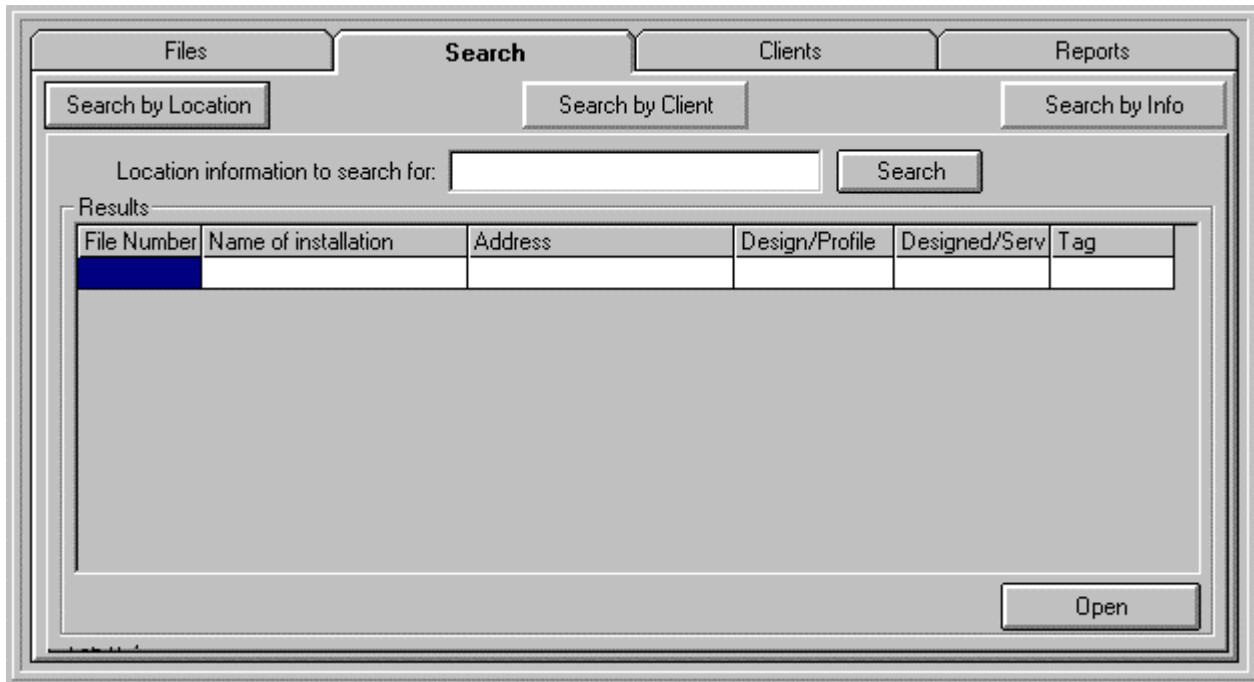 Files Search Clients Reports
Search by Location Search by Client Search by Info
Location information to search for: Search
Results
File Number Name of installation Address Design/Profile Designed/Serv Tag
Open